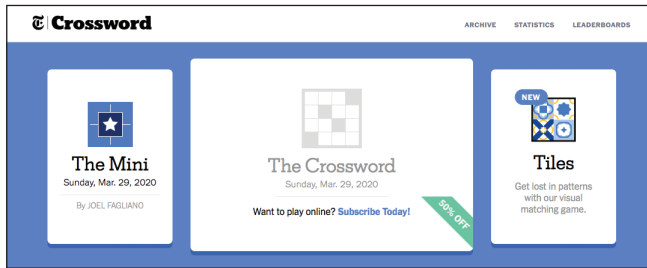 T Crossword
ARCHIVE STATISTICS LEADERBOARDS
The Mini
Sunday, Mar. 29, 2020
By JOEL FAGLIANO
The Crossword
Sunday, Mar. 29, 2020
Want to play online? Subscribe Today!
50% OFF
NEW
Tiles
Get lost in patterns
with our visual
matching game.